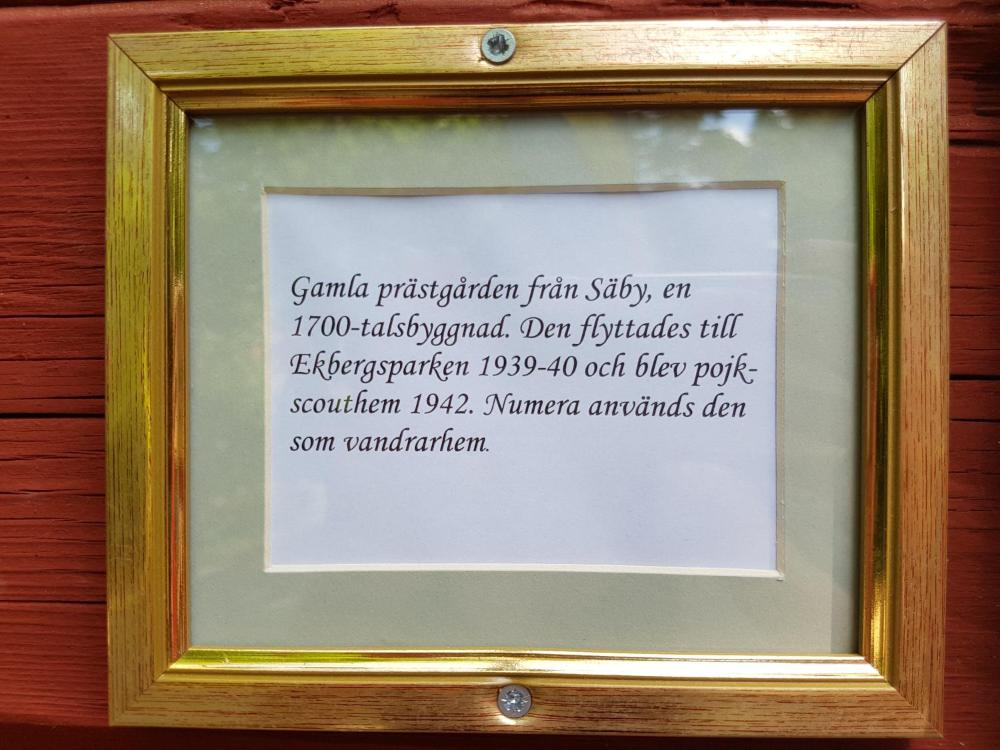 Gamla prästgården från Säby, en
1700-talsbyggnad. Den flyttades till
Ekbergsparken 1939-40 och blev pojk-
scouthem 1942. Numera används den
som vandrarhem.